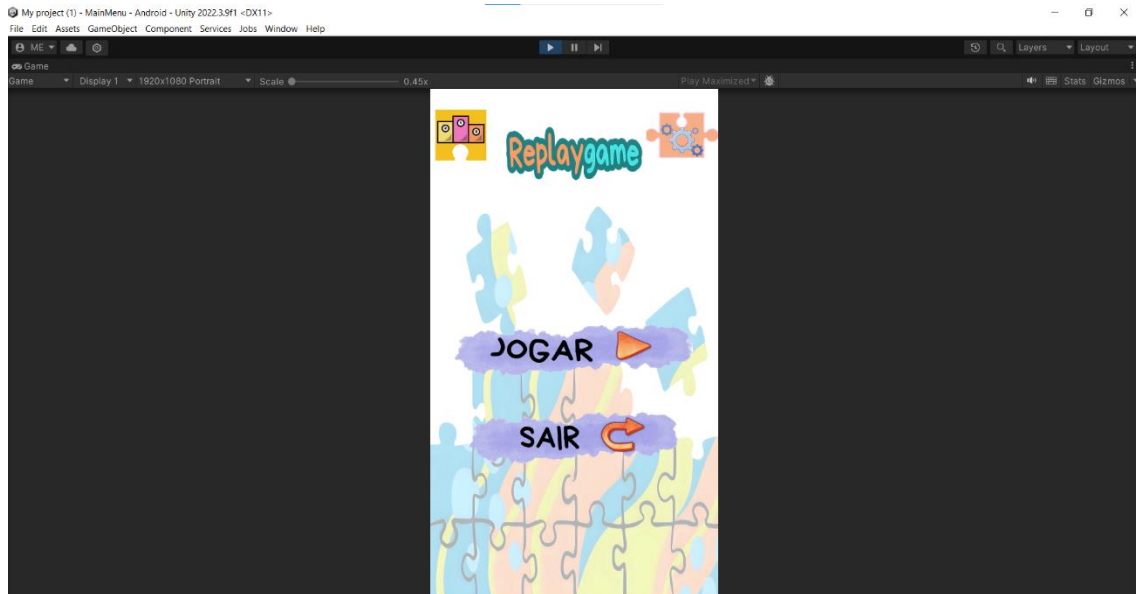 My project (1) - MainMenu - Android - Unity 2022.3.9f1 <DX11>
File Edit Assets GameObject Component Services Jobs Window Help
ME Layers Layout
Game
Game Display 1 1920x1080 Portrait Scale 0.45x Play Maximized Stats Gizmos
Replaygame
JOGAR
SAIR